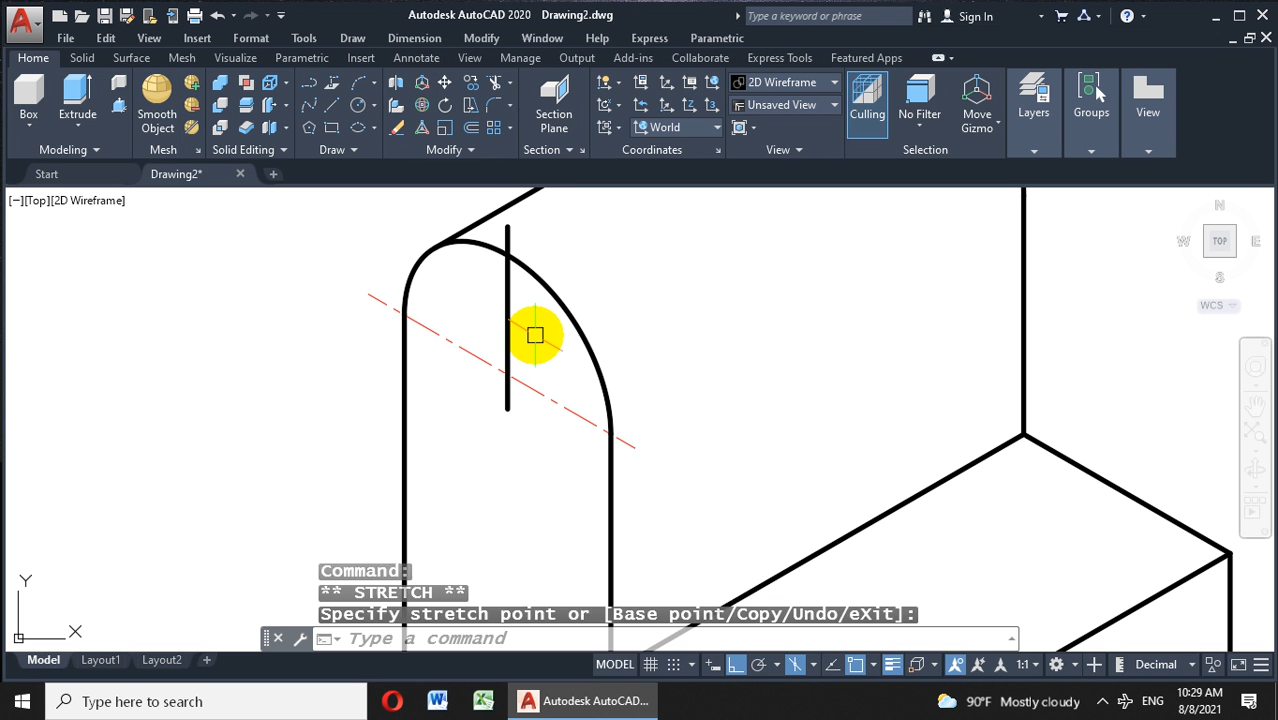 Autodesk AutoCAD 2020 Drawing2.dwg
Type a keyword or phrase
Sign In
File Edit View Insert Format Tools Draw Dimension Modify Window Help Express Parametric
Home Solid Surface Mesh Visualize Parametric Insert Annotate View Manage Output Add-ins Collaborate Express Tools Featured Apps
Box
Extrude
Smooth
Object
Section
Plane
World
2D Wireframe
Unsaved View
Culling
No Filter
Move
Gizmo
Layers
Groups
View
Modeling
Mesh
Solid Editing
Draw
Modify
Section
Coordinates
View
Selection
Start
Drawing2*
[−][Top][2D Wireframe]
N
W TOP E
S
WCS
Y
X
Command:
** STRETCH **
Specify stretch point or [Base point/Copy/Undo/eXit]:
Type a command
Model Layout1 Layout2
MODEL
1:1
Decimal
Type here to search
Autodesk AutoCAD...
90°F Mostly cloudy
ENG
10:29 AM
8/8/2021